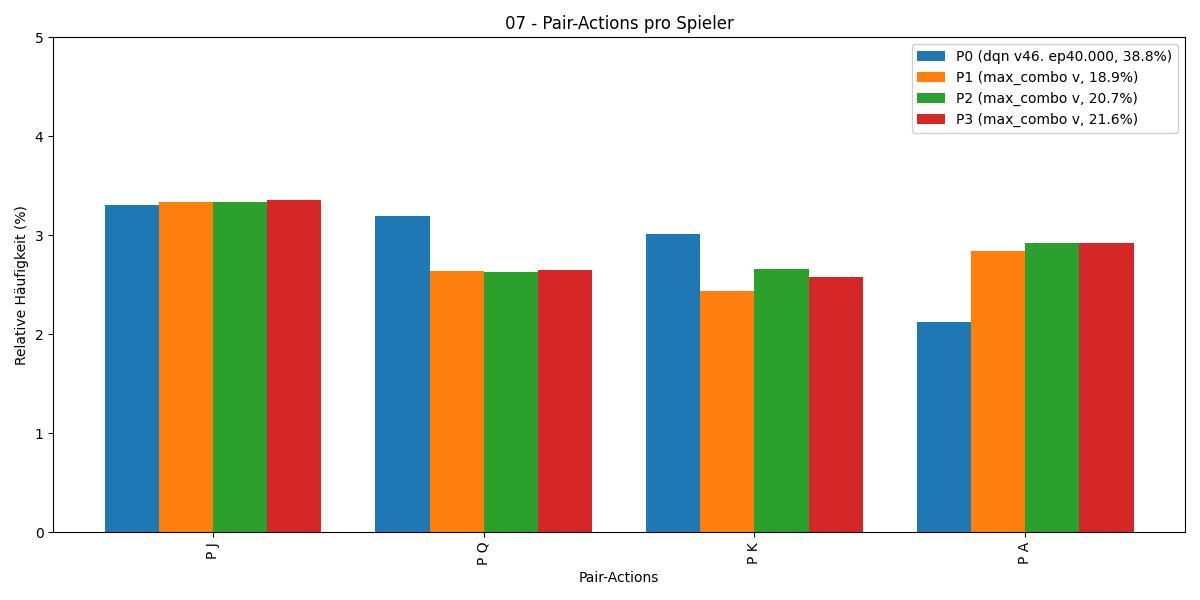 07 - Pair-Actions pro Spieler
P0 (dqn v46. ep40.000, 38.8%)
P1 (max_combo v, 18.9%)
P2 (max_combo v, 20.7%)
P3 (max_combo v, 21.6%)
Relative Häufigkeit (%)
5
4
3
2
1
0
P J
P Q
P K
P A
Pair-Actions